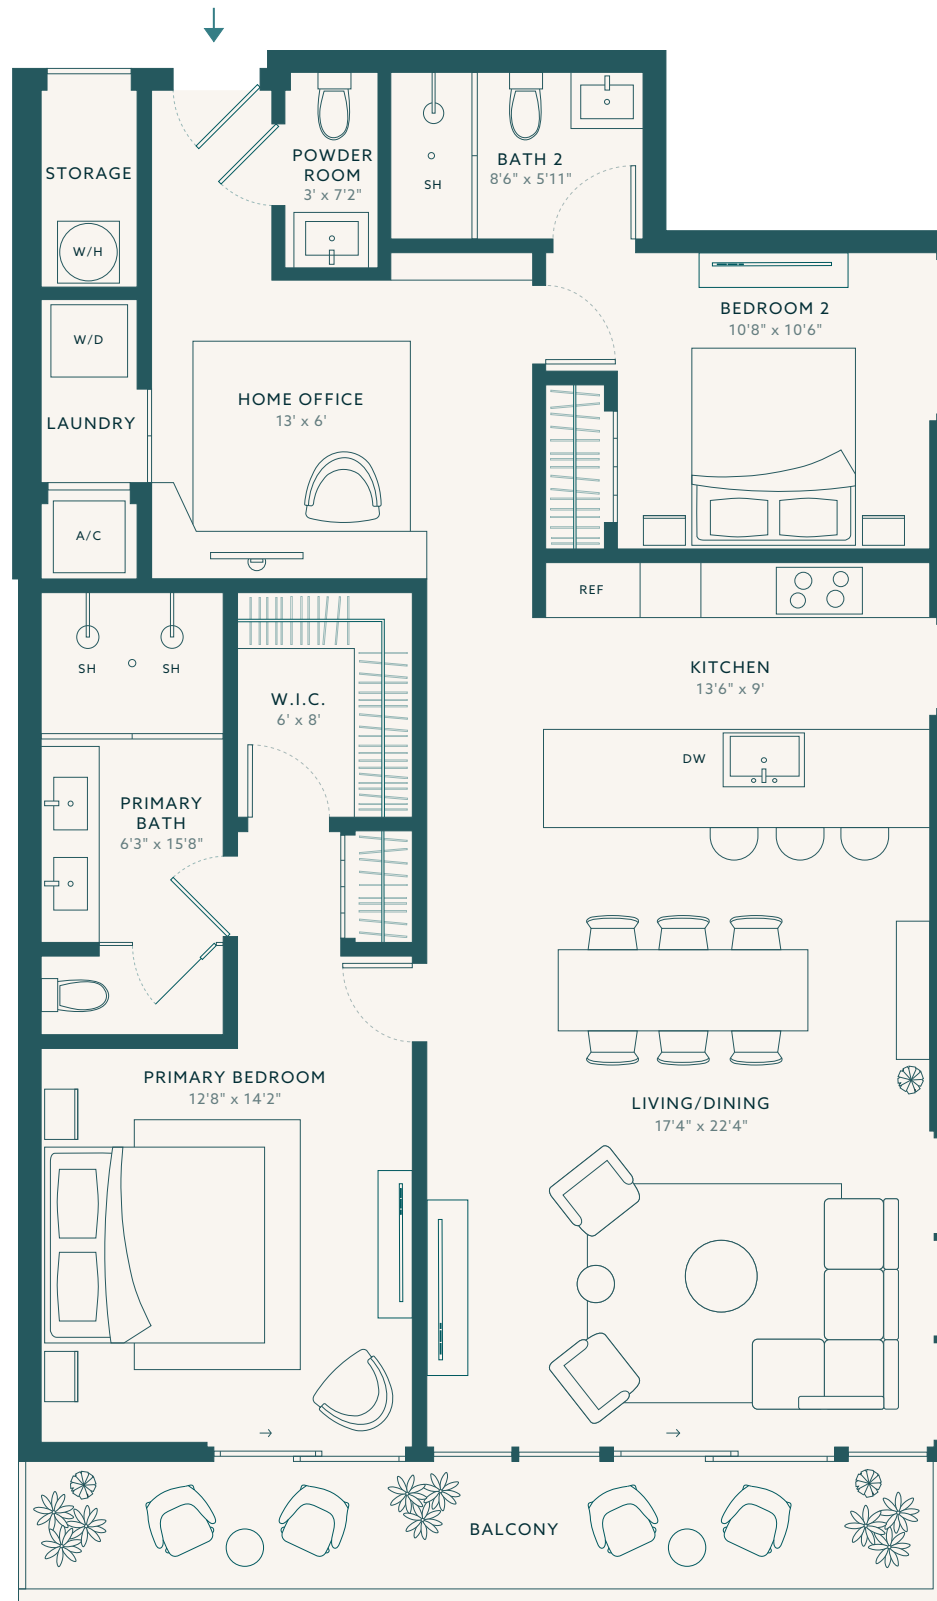 STORAGE
W/H
POWDER
ROOM
3' x 7'2"
SH
BATH 2
8'6" x 5'11"
W/D
LAUNDRY
A/C
HOME OFFICE
13' x 6'
BEDROOM 2
10'8" x 10'6"
REF
KITCHEN
13'6" x 9'
DW
SH
SH
W.I.C.
6' x 8'
PRIMARY
BATH
6'3" x 15'8"
PRIMARY BEDROOM
12'8" x 14'2"
LIVING/DINING
17'4" x 22'4"
BALCONY